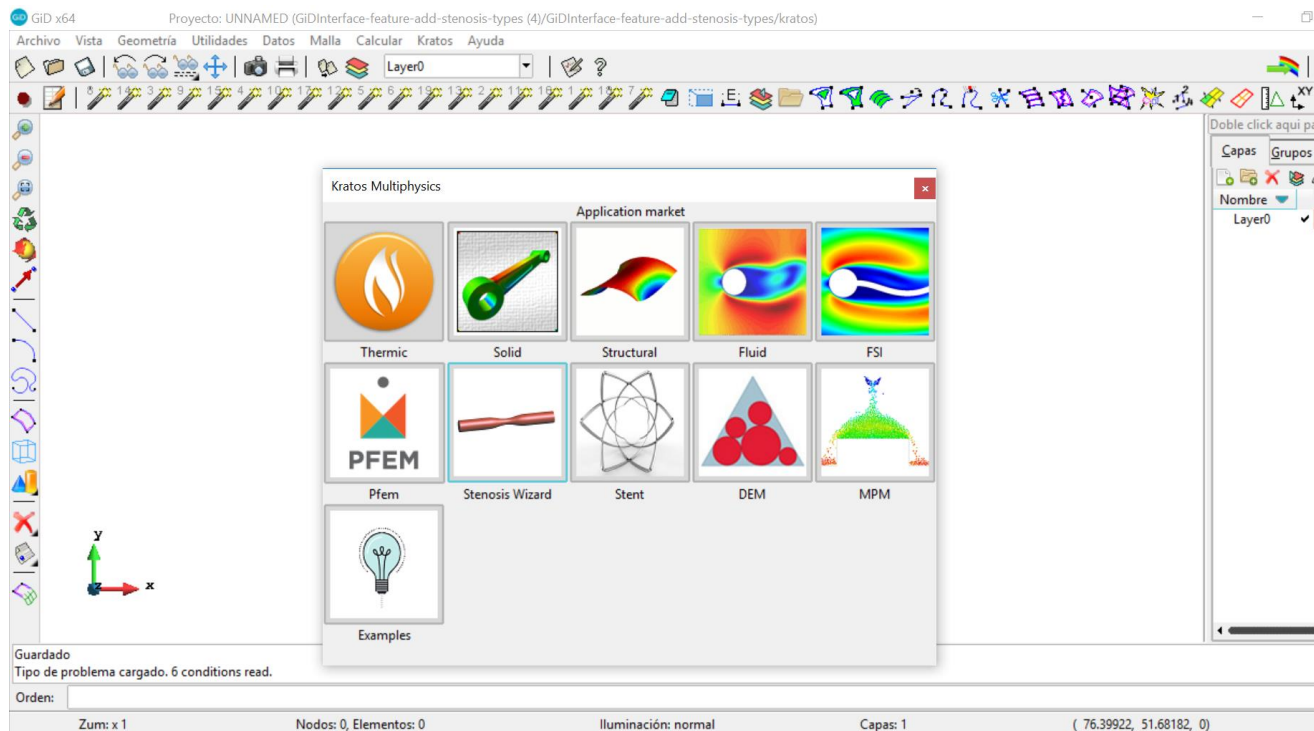 GiD x64 Proyecto: UNNAMED (GiDInterface-feature-add-stenosis-types (4)/GiDInterface-feature-add-stenosis-types/kratos)
Archivo Vista Geometría Utilidades Datos Malla Calcular Kratos Ayuda
Layer0
Doble click aqui pa
Capas Grupos
Nombre
Layer0
Kratos Multiphysics
Application market
Thermic Solid Structural Fluid FSI
PFEM
Pfem Stenosis Wizard Stent DEM MPM
Examples
y
z x
Guardado
Tipo de problema cargado. 6 conditions read.
Orden:
Zum: x 1 Nodos: 0, Elementos: 0 Iluminación: normal Capas: 1 ( 76.39922, 51.68182, 0)